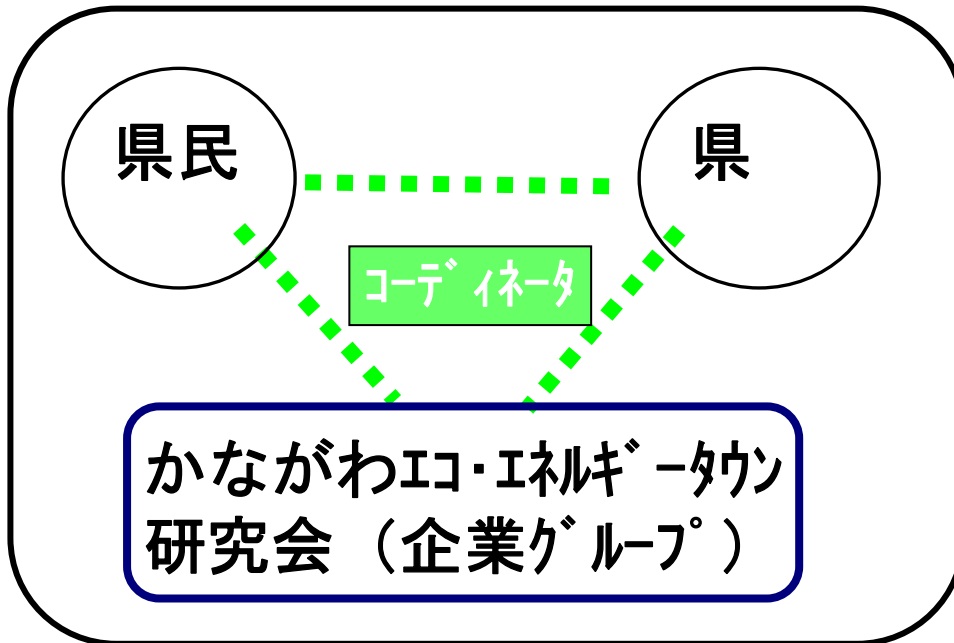 県民
県
ｺｰﾃﾞｨﾈｰﾀ
かながわｴｺ・ｴﾈﾙｷﾞｰﾀｳﾝ
研究会（企業ｸﾞﾙｰﾌﾟ）